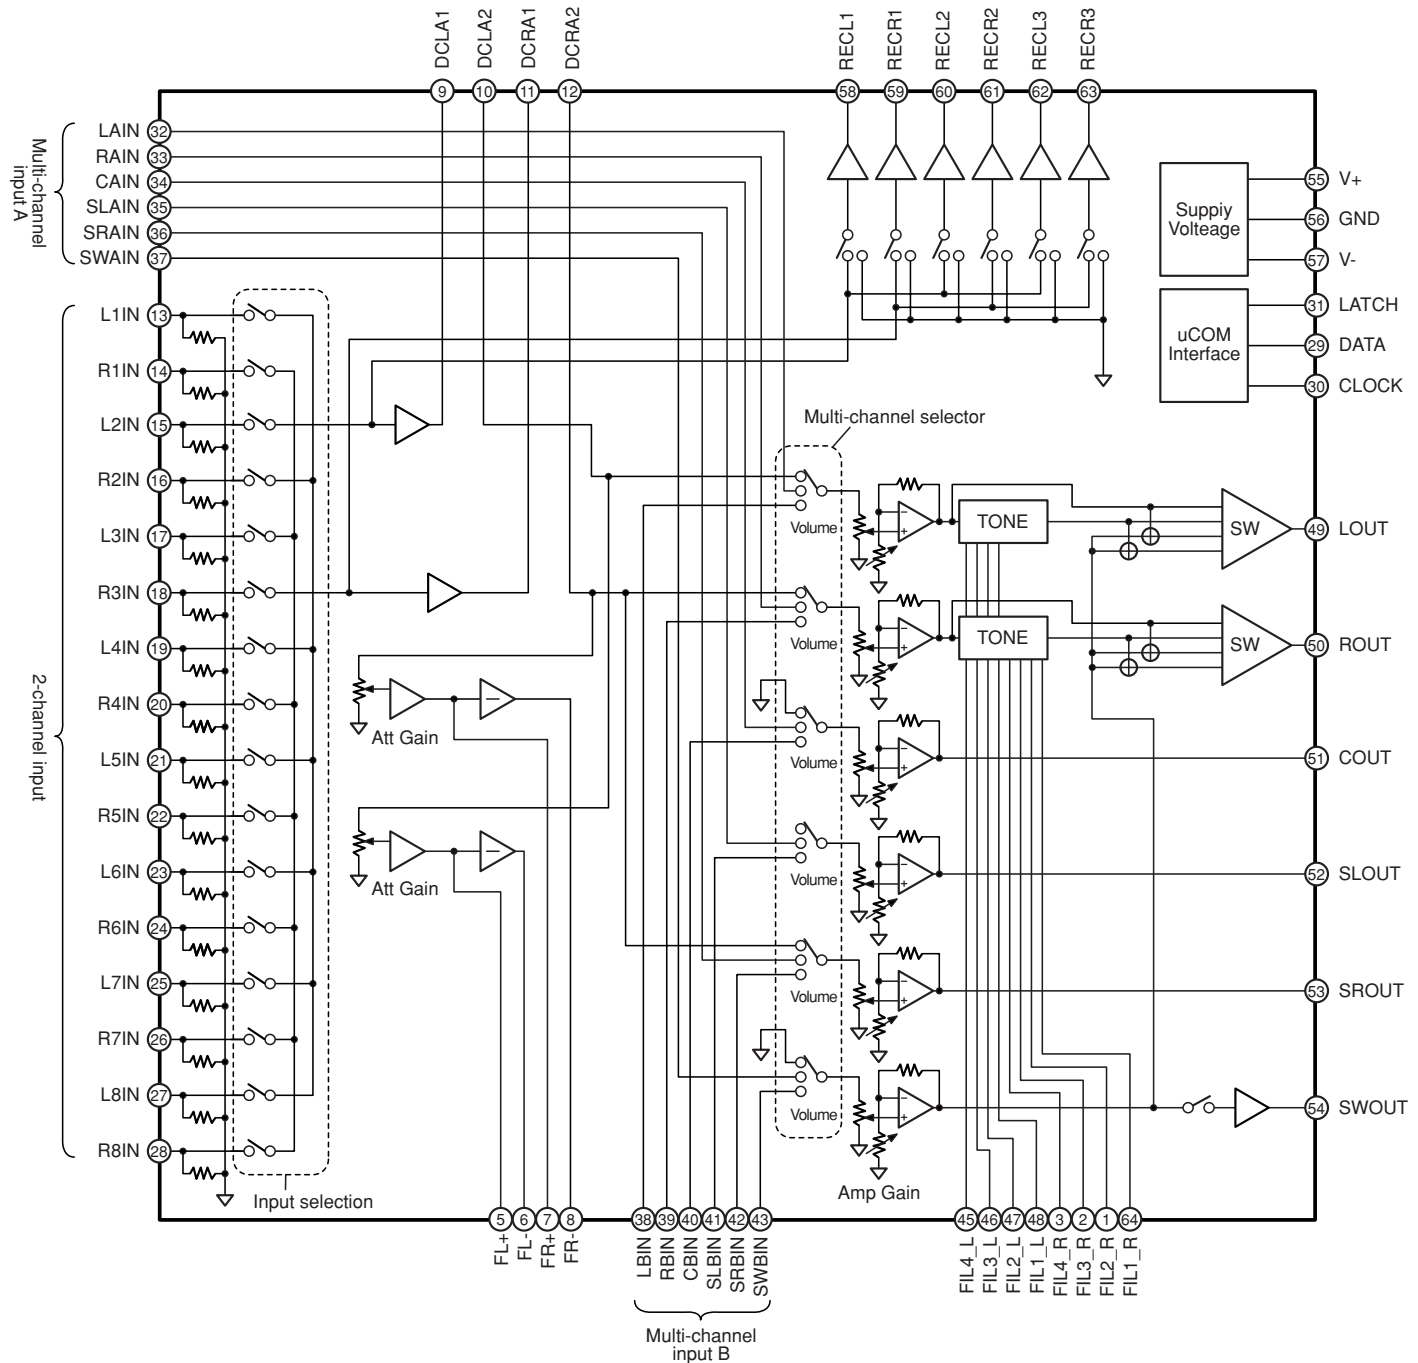 DCLA1
DCLA2
DCRA1
DCRA2
RECL1
RECR1
RECL2
RECR2
RECL3
RECR3
9
10
11
12
58
59
60
61
62
63
Multi-channel
input A
LAIN 32
RAIN 33
CAIN 34
SLAIN 35
SRAIN 36
SWAIN 37
Suppiy
Volteage
55 V+
56 GND
57 V-
uCOM
Interface
31 LATCH
29 DATA
30 CLOCK
2-channel input
L1IN 13
R1IN 14
L2IN 15
R2IN 16
L3IN 17
R3IN 18
L4IN 19
R4IN 20
L5IN 21
R5IN 22
L6IN 23
R6IN 24
L7IN 25
R7IN 26
L8IN 27
R8IN 28
Input selection
Att Gain
Att Gain
Multi-channel selector
Volume
- +
TONE
SW
49 LOUT
Volume
- +
TONE
SW
50 ROUT
Volume
- +
51 COUT
Volume
- +
52 SLOUT
Volume
- +
53 SROUT
Volume
- +
54 SWOUT
Amp Gain
5
6
7
8
38
39
40
41
42
43
45
46
47
48
3
2
1
64
FL+
FL-
FR+
FR-
LBIN
RBIN
CBIN
SLBIN
SRBIN
SWBIN
FIL4_L
FIL3_L
FIL2_L
FIL1_L
FIL4_R
FIL3_R
FIL2_R
FIL1_R
Multi-channel
input B